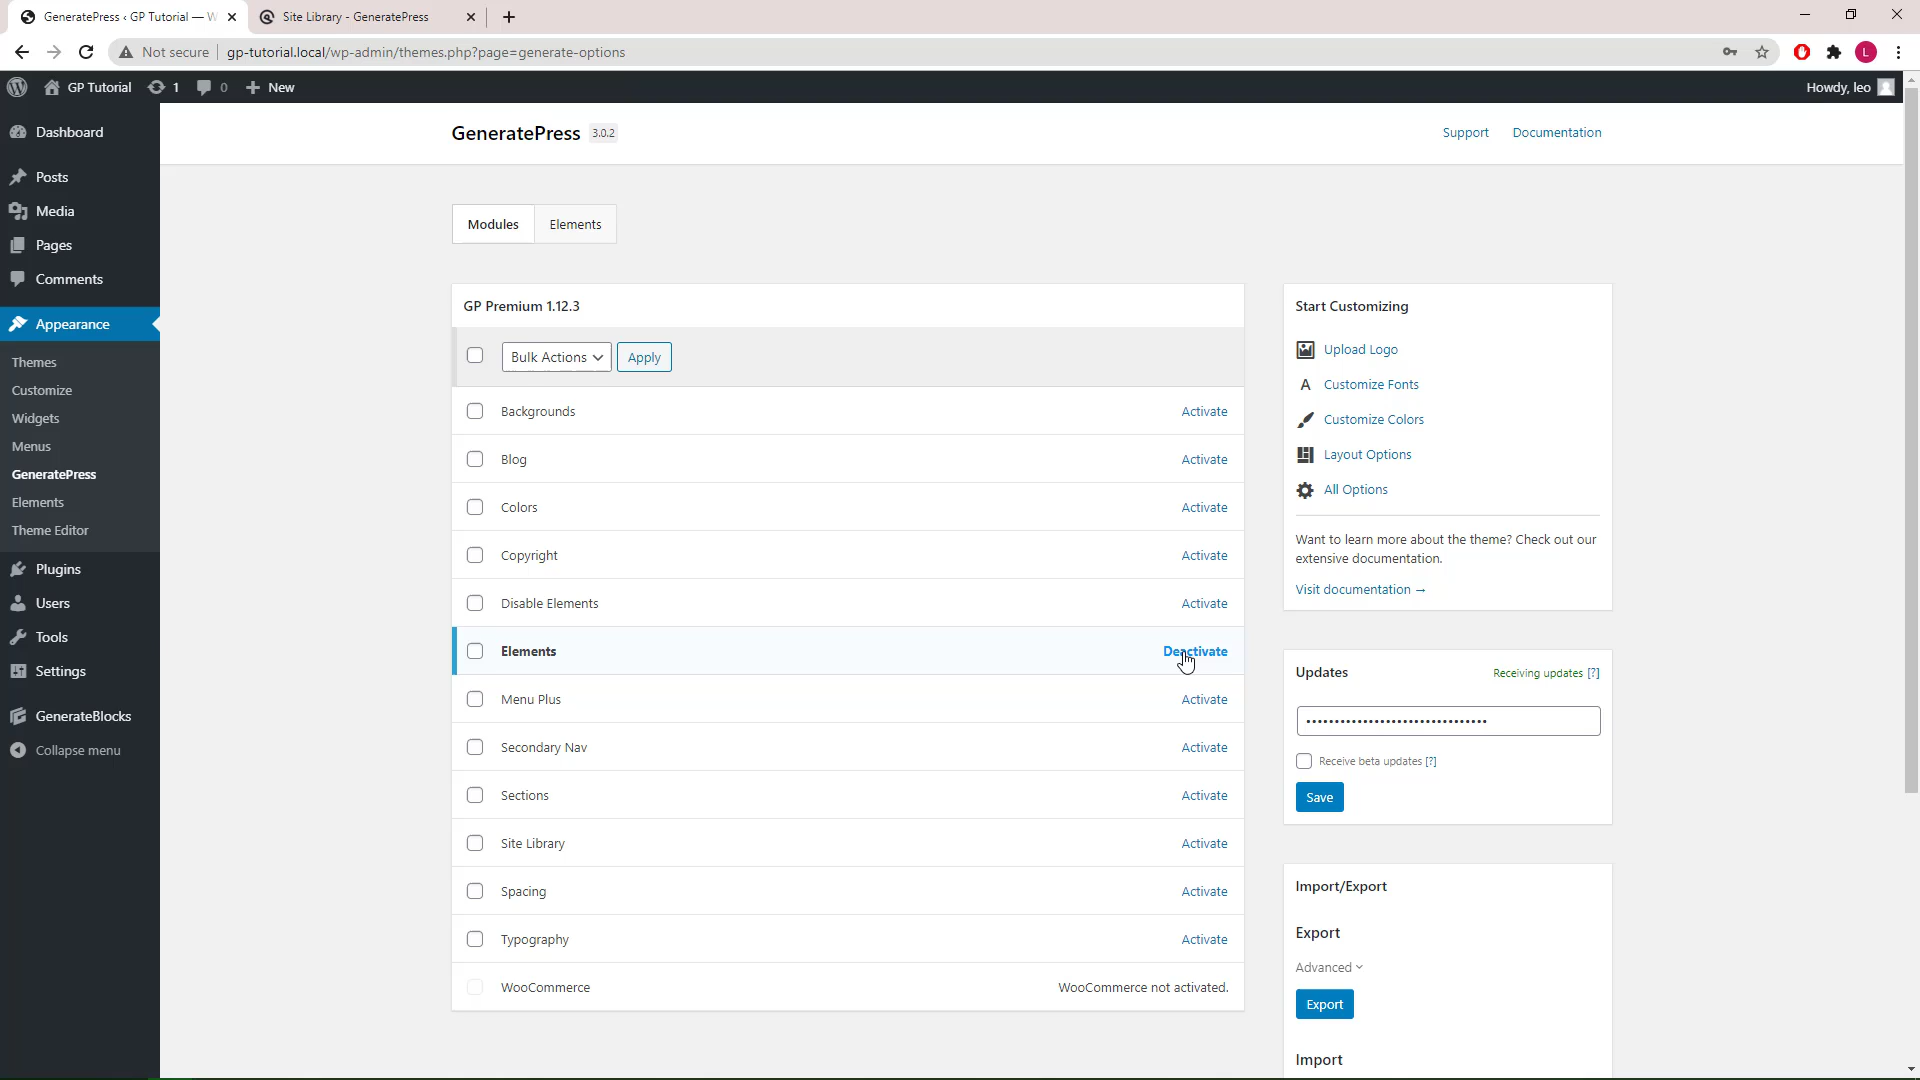 GeneratePress ‹ GP Tutorial — W
Site Library - GeneratePress
Not secure
gp-tutorial.local/wp-admin/themes.php?page=generate-options
L
GP Tutorial
1
0
New
Howdy, leo
Dashboard
Posts
Media
Pages
Comments
Appearance
Themes
Customize
Widgets
Menus
GeneratePress
Elements
Theme Editor
Plugins
Users
Tools
Settings
GenerateBlocks
Collapse menu
GeneratePress 3.0.2
Support
Documentation
Modules
Elements
GP Premium 1.12.3
Bulk Actions
Apply
Backgrounds Activate
Blog Activate
Colors Activate
Copyright Activate
Disable Elements Activate
Elements Deactivate
Menu Plus Activate
Secondary Nav Activate
Sections Activate
Site Library Activate
Spacing Activate
Typography Activate
WooCommerce WooCommerce not activated.
Start Customizing
Upload Logo
A Customize Fonts
Customize Colors
Layout Options
All Options
Want to learn more about the theme? Check out our
extensive documentation.
Visit documentation →
Updates
Receiving updates [?]
••••••••••••••••••••••••••••••••
Receive beta updates [?]
Save
Import/Export
Export
Advanced
Export
Import